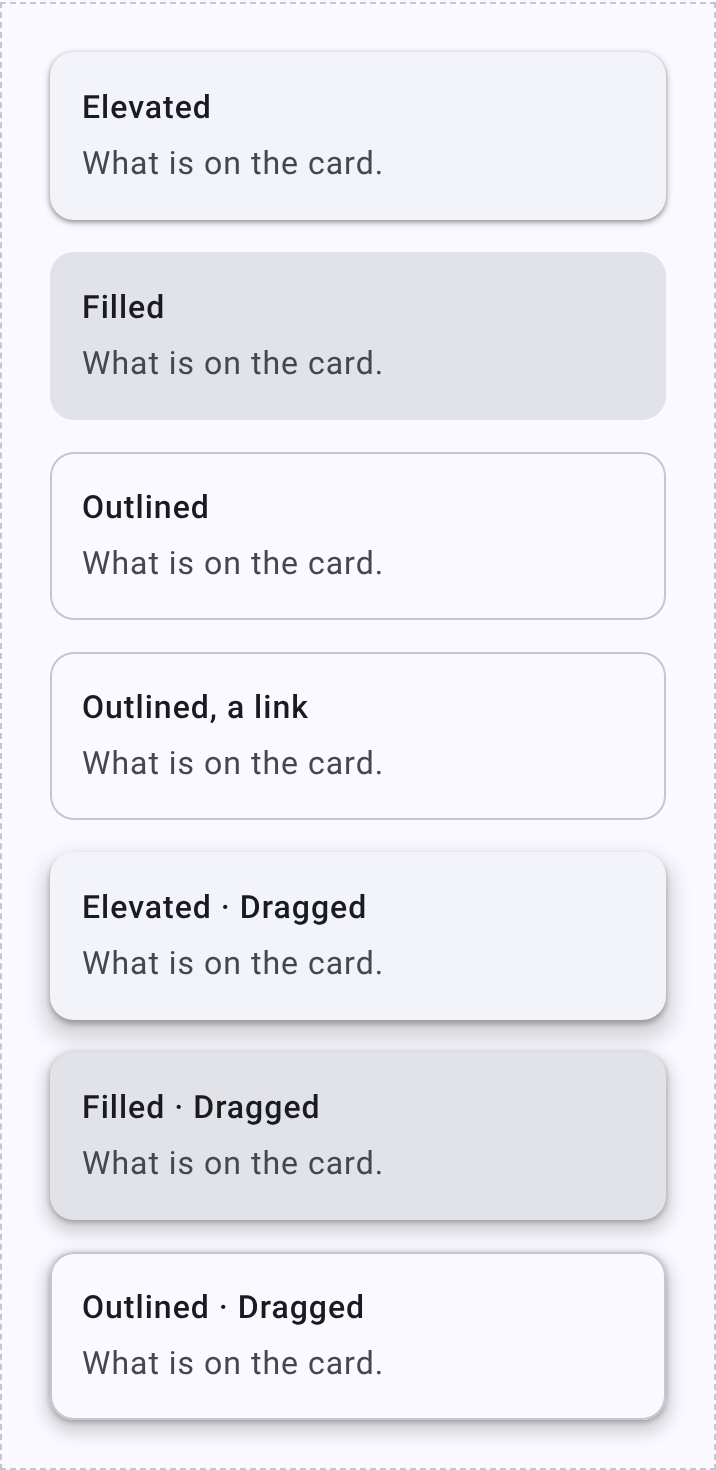 Elevated
What is on the card.
Filled
What is on the card.
Outlined
What is on the card.
Outlined, a link
What is on the card.
Elevated · Dragged
What is on the card.
Filled · Dragged
What is on the card.
Outlined · Dragged
What is on the card.